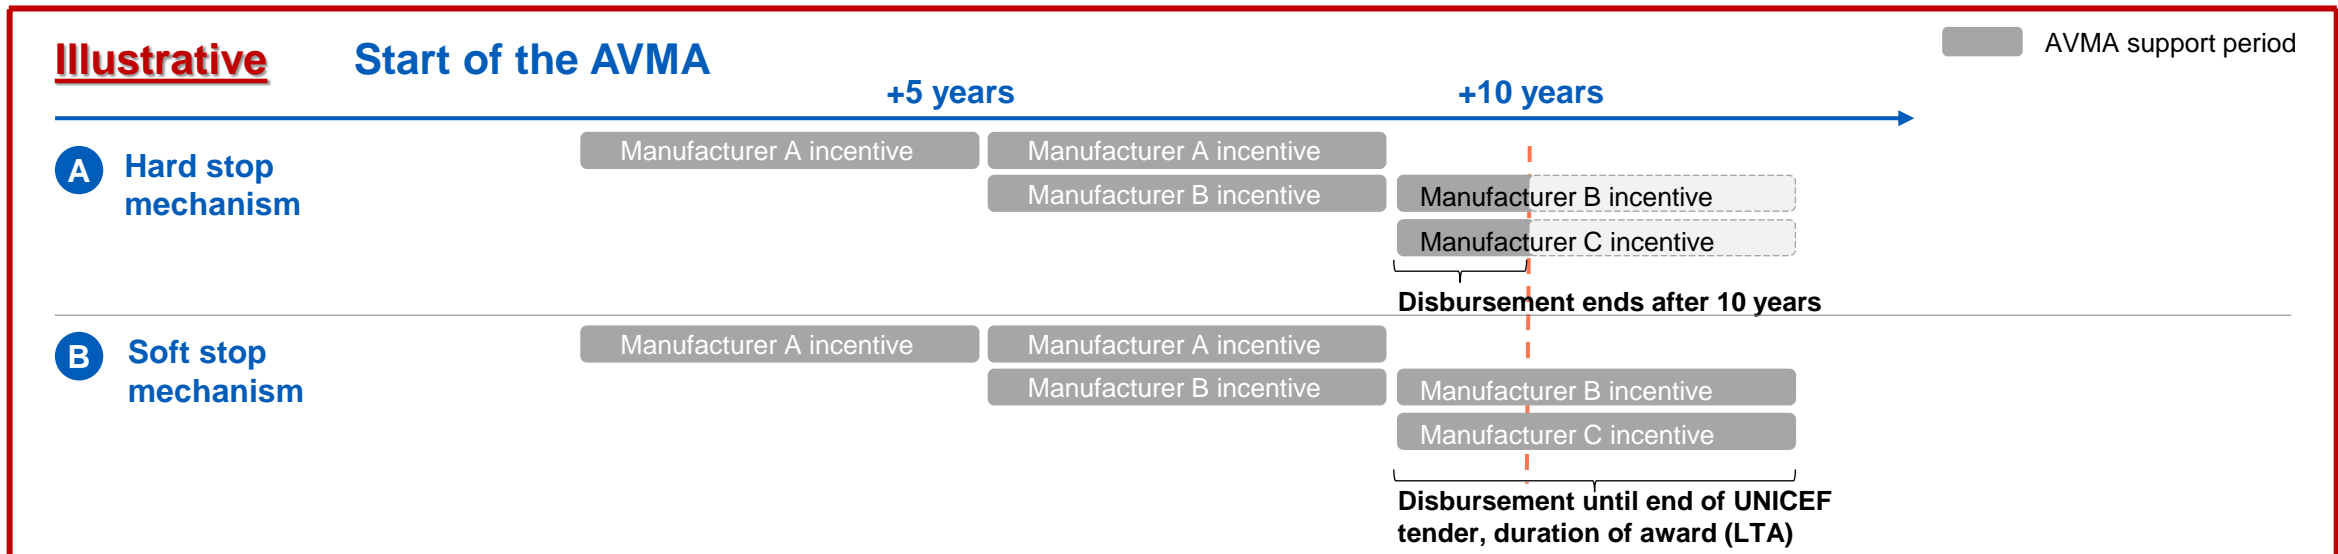 Illustrative
Start of the AVMA
AVMA support period
+5 years
+10 years
A
Hard stop
mechanism
Manufacturer A incentive
Manufacturer A incentive
Manufacturer B incentive
Manufacturer B incentive
Manufacturer C incentive
Disbursement ends after 10 years
B
Soft stop
mechanism
Manufacturer A incentive
Manufacturer A incentive
Manufacturer B incentive
Manufacturer B incentive
Manufacturer C incentive
Disbursement until end of UNICEF
tender, duration of award (LTA)